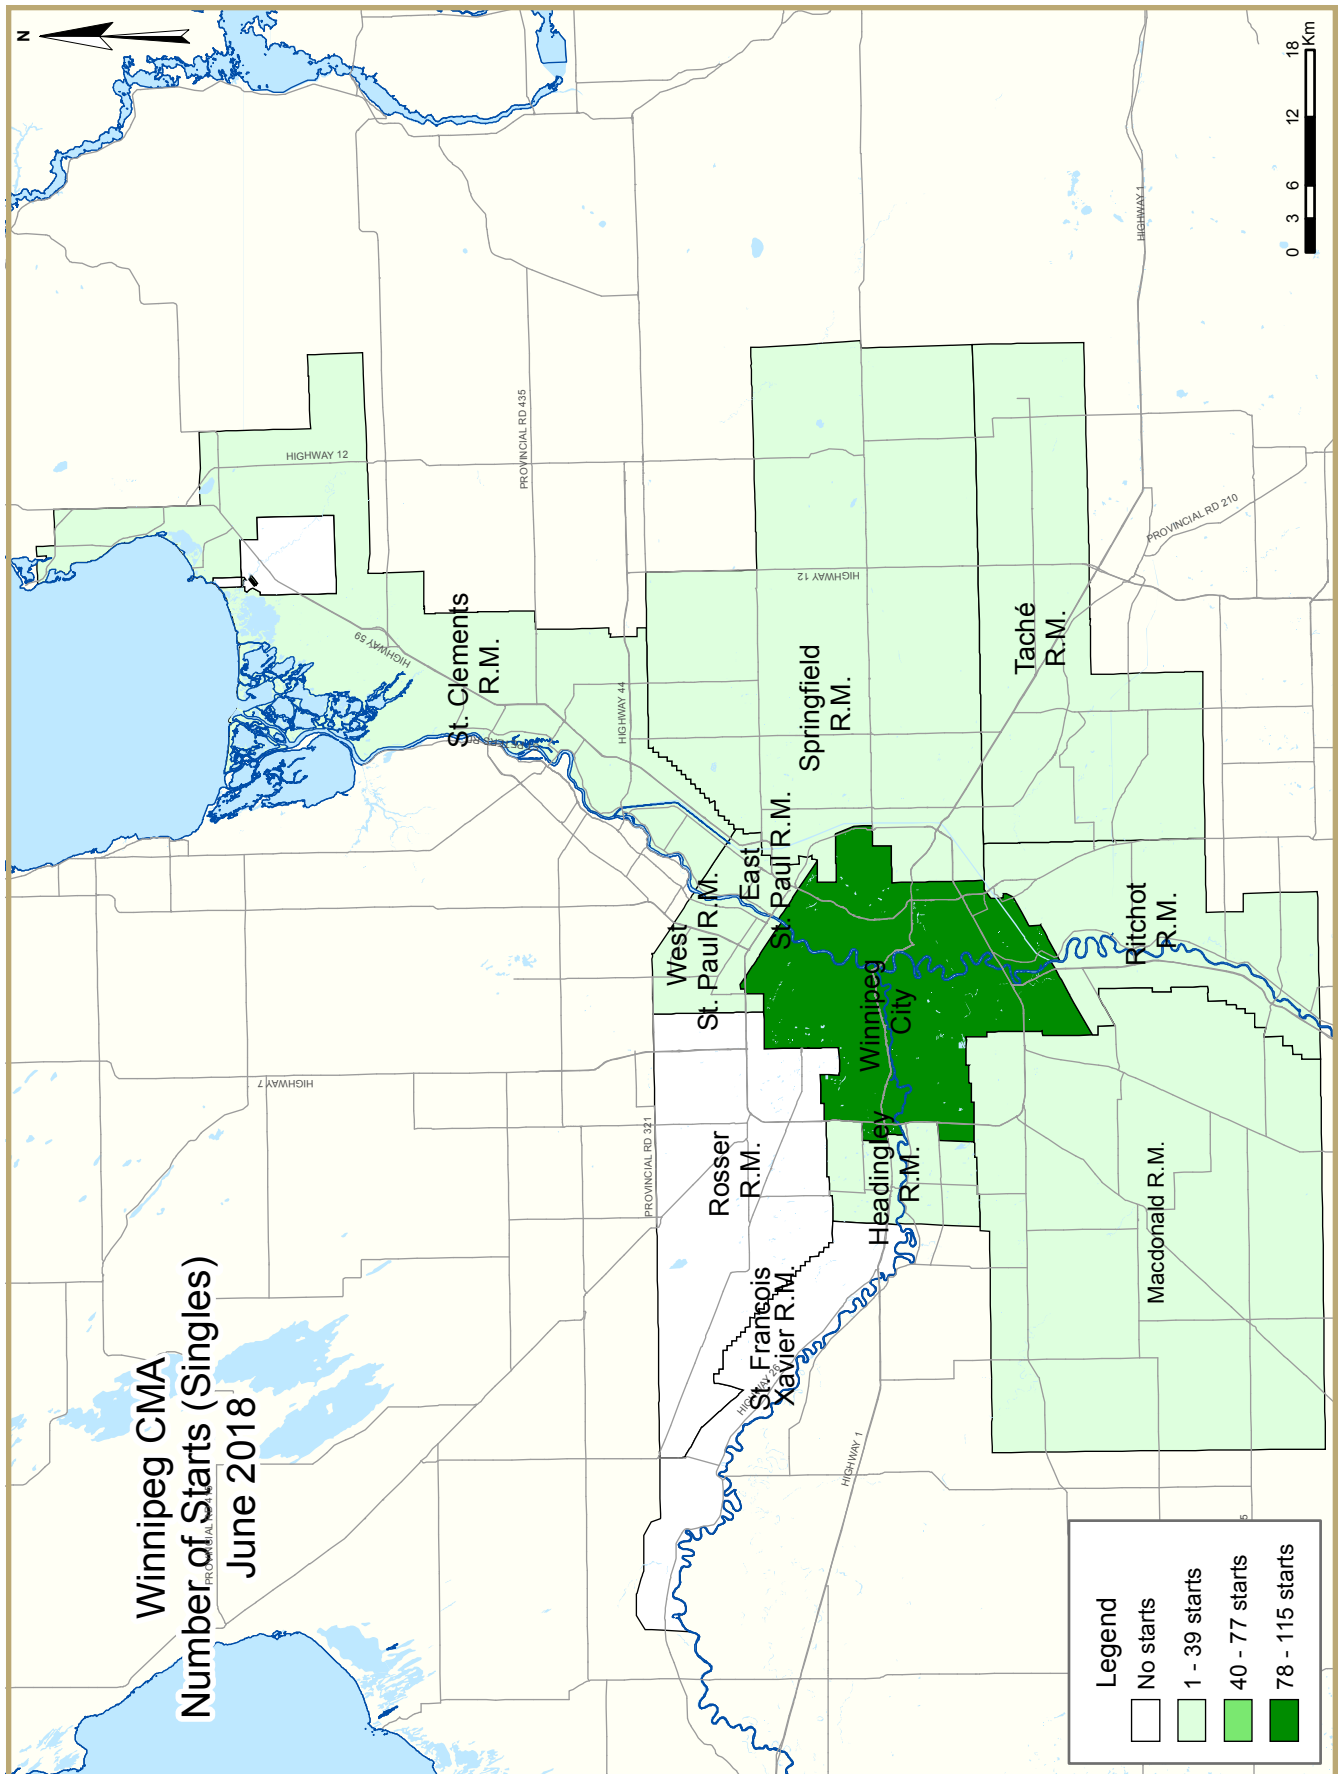 Winnipeg CMA
Number of Starts (Singles)
June 2018
N
HIGHWAY 12
PROVINCIAL RD 435
HIGHWAY 59
St. Clements
R.M.
HIGHWAY 44
HIGHWAY 7
PROVINCIAL RD 321
West
St. Paul R.M.
East
St. Paul R.M.
Springfield
R.M.
HIGHWAY 12
HIGHWAY 1
Taché
R.M.
PROVINCIAL RD 210
Rosser
R.M.
St. François
Xavier R.M.
HIGHWAY 26
HIGHWAY 1
Headingley
R.M.
Winnipeg
City
Ritchot
R.M.
Macdonald R.M.
Legend
No starts
1 - 39 starts
40 - 77 starts
78 - 115 starts
0 3 6 12 18
Km